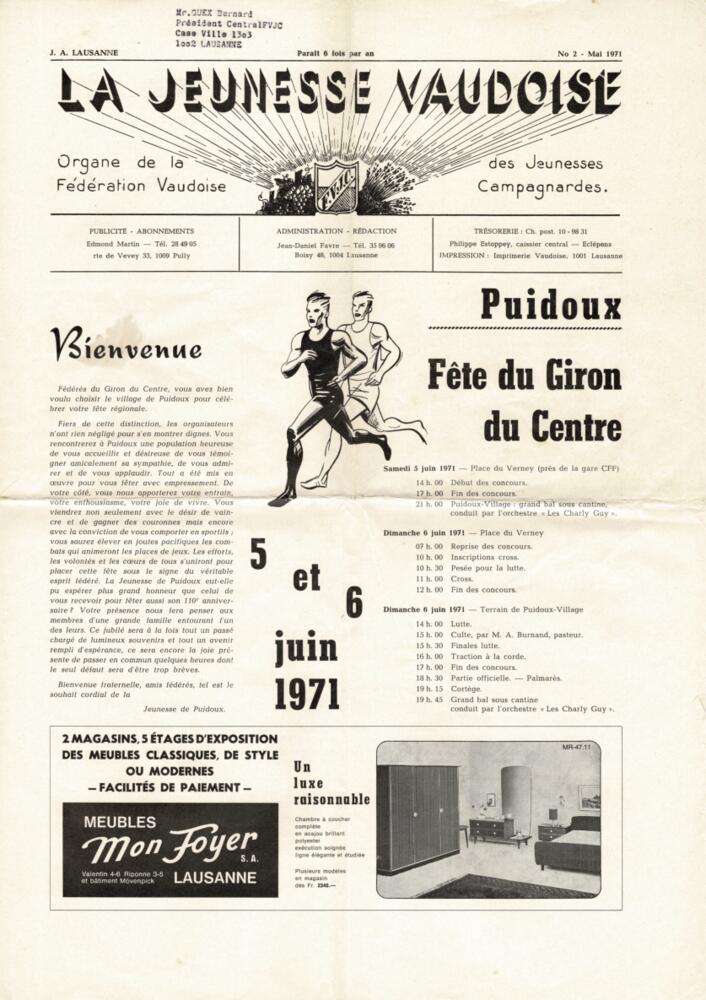 Mr.GUEX Bernard
Président CentralFVJC
Case Ville 1303
1002 LAUSANNE
J. A. LAUSANNE
Paraît 6 fois par an
No 2 - Mai 1971
LA JEUNESSE VAUDOISE
Organe de la
Fédération Vaudoise
des Jeunesses
Campagnardes.
F.V.J.C.
PUBLICITÉ - ABONNEMENTS
Edmond Martin — Tél. 28 49 05
rte de Vevey 33, 1009 Pully
ADMINISTRATION - RÉDACTION
Jean-Daniel Favre — Tél. 35 96 06
Boisy 48, 1004 Lausanne
TRÉSORERIE : Ch. post. 10 - 98 31
Philippe Estoppey, caissier central — Eclépens
IMPRESSION : Imprimerie Vaudoise, 1001 Lausanne
Bienvenue
Fédérés du Giron du Centre, vous avez bien
voulu choisir le village de Puidoux pour célé-
brer votre fête régionale.
Fiers de cette distinction, les organisateurs
n'ont rien négligé pour s'en montrer dignes. Vous
rencontrerez à Puidoux une population heureuse
de vous accueillir et désireuse de vous témoi-
gner amicalement sa sympathie, de vous admi-
rer et de vous applaudir. Tout a été mis en
œuvre pour vous fêter avec empressement. De
votre côté, vous nous apporterez votre entrain,
votre enthousiasme, votre joie de vivre. Vous
viendrez non seulement avec le désir de vain-
cre et de gagner des couronnes mais encore
avec la conviction de vous comporter en sportifs ;
vous saurez élever en joutes pacifiques les com-
bats qui animeront les places de jeux. Les efforts,
les volontés et les cœurs de tous s'uniront pour
placer cette fête sous le signe du véritable
esprit fédéré. La Jeunesse de Puidoux eut-elle
pu espérer plus grand honneur que celui de
vous recevoir pour fêter aussi son 110e anniver-
saire ? Votre présence nous fera penser aux
membres d'une grande famille entourant l'un
des leurs. Ce jubilé sera à la fois tout un passé
chargé de lumineux souvenirs et tout un avenir
rempli d'espérance, ce sera encore la joie pré-
sente de passer en commun quelques heures dont
le seul défaut sera d'être trop brèves.
Bienvenue fraternelle, amis fédérés, tel est le
souhait cordial de la
Jeunesse de Puidoux.
5
et
6
juin
1971
Puidoux
Fête du Giron
du Centre
Samedi 5 juin 1971 — Place du Verney (près de la gare CFF)
14 h. 00 Début des concours.
17 h. 00 Fin des concours.
21 h. 00 Puidoux-Village : grand bal sous cantine,
conduit par l'orchestre « Les Charly Guy ».
Dimanche 6 juin 1971 — Place du Verney
07 h. 00 Reprise des concours.
10 h. 00 Inscriptions cross.
10 h. 30 Pesée pour la lutte.
11 h. 00 Cross.
12 h. 00 Fin des concours.
Dimanche 6 juin 1971 — Terrain de Puidoux-Village
14 h. 00 Lutte.
15 h. 00 Culte, par M. A. Burnand, pasteur.
15 h. 30 Finales lutte.
16 h. 00 Traction à la corde.
17 h. 00 Fin des concours.
18 h. 30 Partie officielle. — Palmarès.
19 h. 15 Cortège.
19 h. 45 Grand bal sous cantine
conduit par l'orchestre « Les Charly Guy ».
2 MAGASINS, 5 ÉTAGES D'EXPOSITION
DES MEUBLES CLASSIQUES, DE STYLE
OU MODERNES
— FACILITÉS DE PAIEMENT —
MEUBLES
Mon Foyer
S.A.
Valentin 4-6 Riponne 3-5
et bâtiment Mövenpick
LAUSANNE
Un
luxe
raisonnable
Chambre à coucher
complète
en acajou brillant
polyester
exécution soignée
ligne élégante et étudiée
Plusieurs modèles
en magasin
dès Fr. 2340.—
MR-47.11